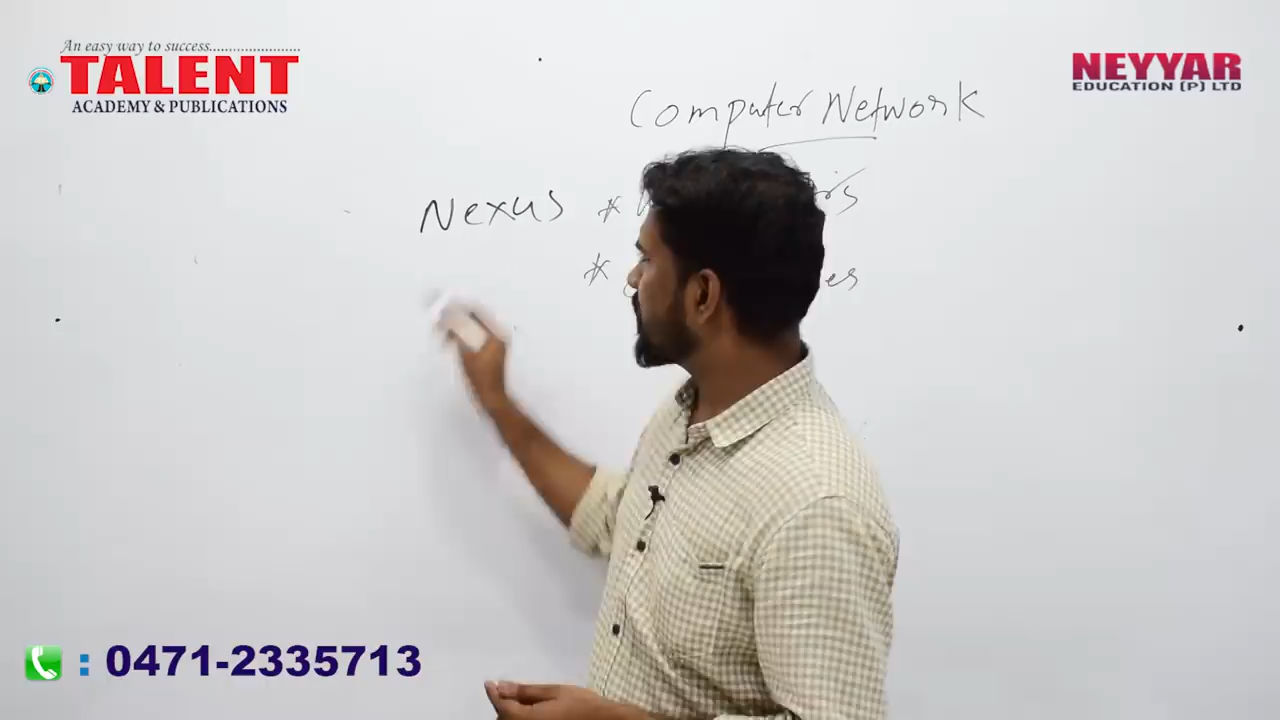 An easy way to success......................
TALENT
ACADEMY & PUBLICATIONS
NEYYAR
EDUCATION (P) LTD
Computer Network
Nexus *
*
: 0471-2335713